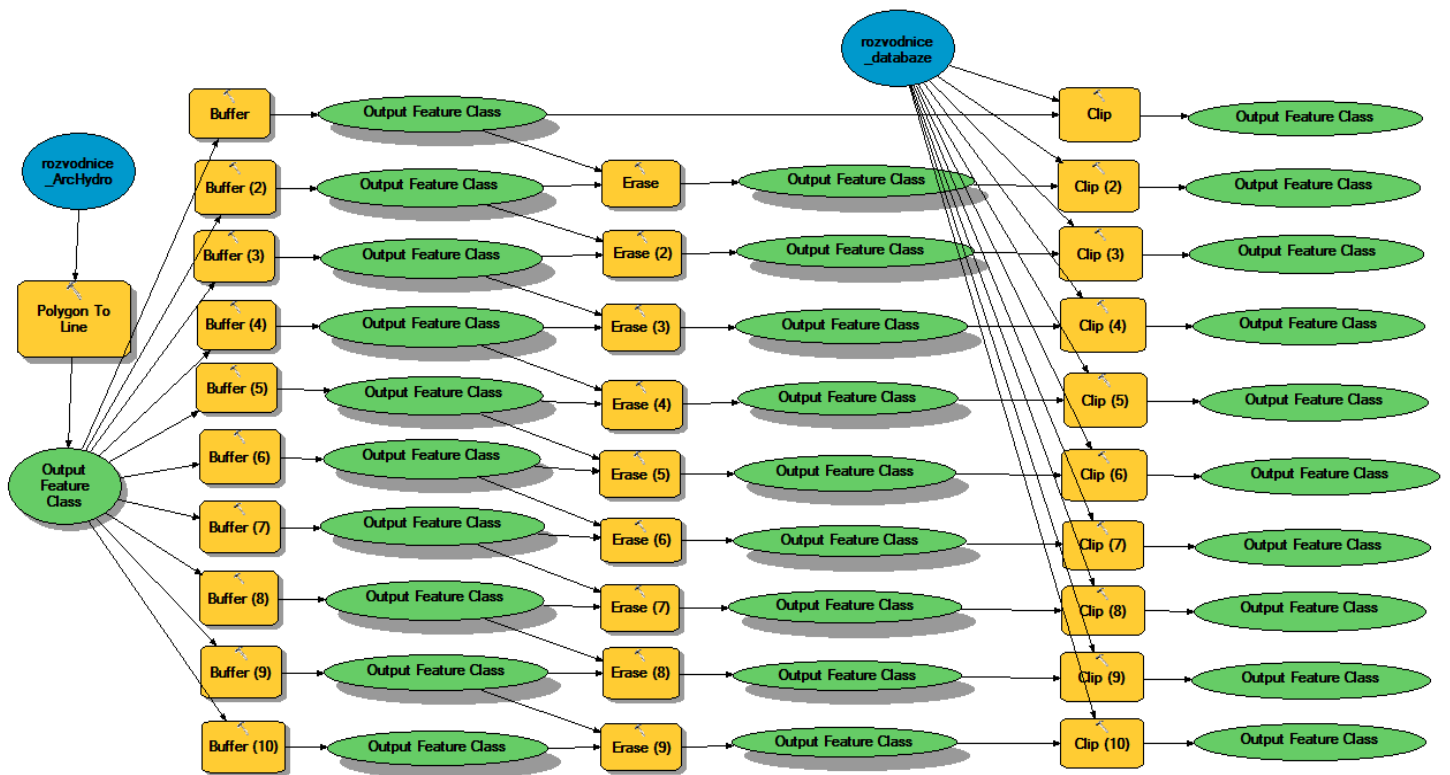 rozvodnice
_databaze
Buffer
Output Feature Class
Clip
Output Feature Class
rozvodnice
_ArcHydro
Buffer (2)
Output Feature Class
Erase
Output Feature Class
Clip (2)
Output Feature Class
Buffer (3)
Output Feature Class
Erase (2)
Output Feature Class
Clip (3)
Output Feature Class
Polygon To
Line
Buffer (4)
Output Feature Class
Erase (3)
Output Feature Class
Clip (4)
Output Feature Class
Buffer (5)
Output Feature Class
Erase (4)
Output Feature Class
Clip (5)
Output Feature Class
Output
Feature
Class
Buffer (6)
Output Feature Class
Erase (5)
Output Feature Class
Clip (6)
Output Feature Class
Buffer (7)
Output Feature Class
Erase (6)
Output Feature Class
Clip (7)
Output Feature Class
Buffer (8)
Output Feature Class
Erase (7)
Output Feature Class
Clip (8)
Output Feature Class
Buffer (9)
Output Feature Class
Erase (8)
Output Feature Class
Clip (9)
Output Feature Class
Buffer (10)
Output Feature Class
Erase (9)
Output Feature Class
Clip (10)
Output Feature Class